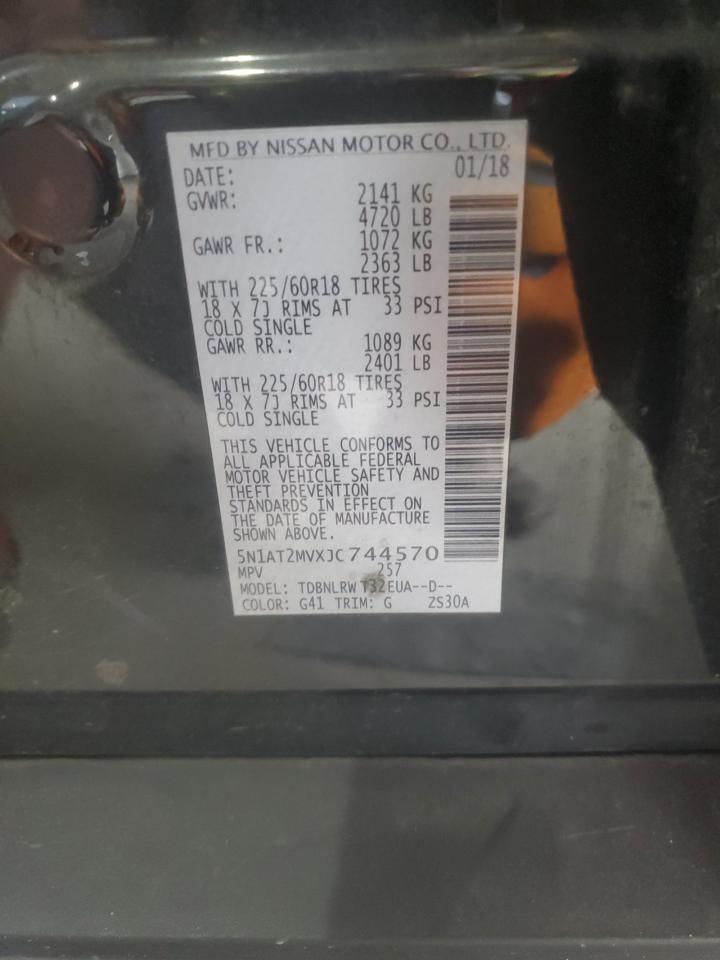 MFD BY NISSAN MOTOR CO., LTD.
DATE: 01/18
GVWR: 2141 KG
4720 LB
GAWR FR.: 1072 KG
2363 LB
WITH 225/60R18 TIRES
18 X 7J RIMS AT 33 PSI
COLD SINGLE
GAWR RR.: 1089 KG
2401 LB
WITH 225/60R18 TIRES
18 X 7J RIMS AT 33 PSI
COLD SINGLE
THIS VEHICLE CONFORMS TO
ALL APPLICABLE FEDERAL
MOTOR VEHICLE SAFETY AND
THEFT PREVENTION
STANDARDS IN EFFECT ON
THE DATE OF MANUFACTURE
SHOWN ABOVE.
5N1AT2MVXJC744570
MPV 257
MODEL: TDBNLRW T32EUA--D--
COLOR: G41 TRIM: G ZS30A